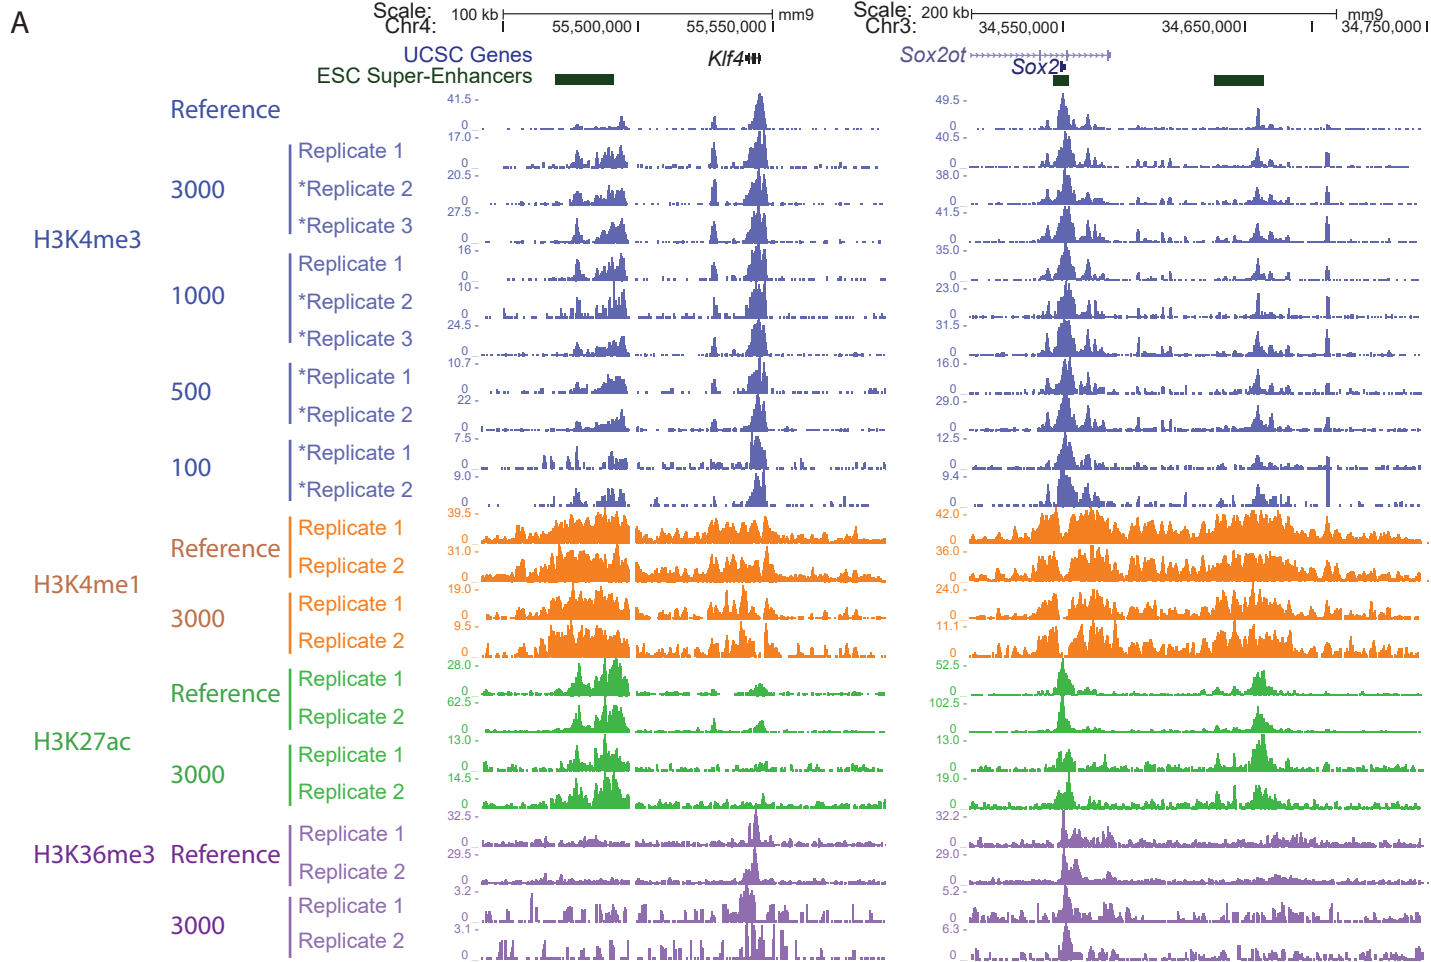 A
Scale: 100 kb mm9
Chr4: 55,500,000 55,550,000
Scale: 200 kb mm9
Chr3: 34,550,000 34,650,000 34,750,000
UCSC Genes Klf4 Sox2ot
Sox2
ESC Super-Enhancers
Reference 41.5 - 0 49.5 - 0
H3K4me3
3000
Replicate 1 17.0 - 0 40.5 - 0
*Replicate 2 20.5 - 0 38.0 - 0
*Replicate 3 27.5 - 0 41.5 - 0
1000
Replicate 1 16 - 0 35.0 - 0
*Replicate 2 10 - 0 23.0 - 0
*Replicate 3 24.5 - 0 31.5 - 0
500
*Replicate 1 10.7 - 0 16.0 - 0
*Replicate 2 22 - 0 29.0 - 0
100
*Replicate 1 7.5 - 0 12.5 - 0
*Replicate 2 9.0 - 0 9.4 - 0
H3K4me1
Reference
Replicate 1 39.5 - 0 42.0 - 0
Replicate 2 31.0 - 0 36.0 - 0
3000
Replicate 1 19.0 - 0 24.0 - 0
Replicate 2 9.5 - 0 11.1 - 0
H3K27ac
Reference
Replicate 1 28.0 - 0 52.5 - 0
Replicate 2 62.5 - 0 102.5 - 0
3000
Replicate 1 13.0 - 0 13.0 - 0
Replicate 2 14.5 - 0 19.0 - 0
H3K36me3 Reference
Replicate 1 32.5 - 0 32.2 - 0
Replicate 2 29.5 - 0 29.0 - 0
3000
Replicate 1 3.2 - 0 5.2 - 0
Replicate 2 3.1 - 0 6.3 - 0